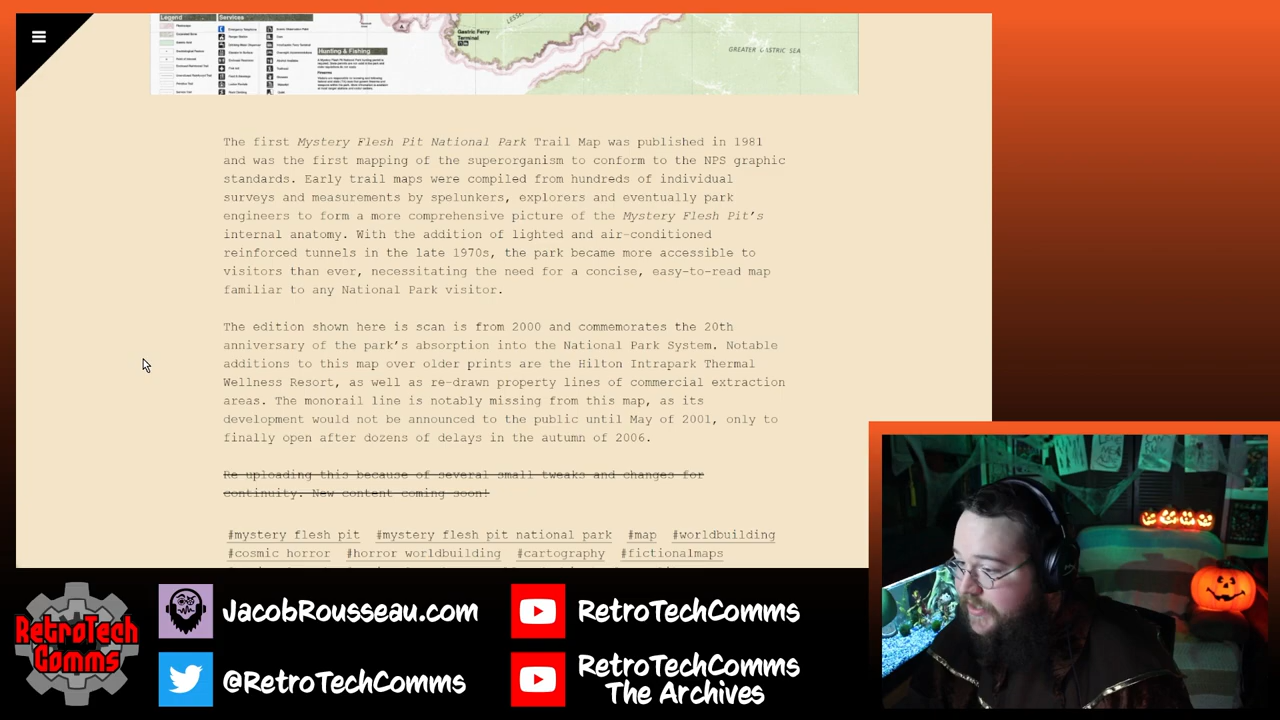 Legend
Services
Gastric Ferry
Terminal
GREATER GASTRIC SEA
Hunting & Fishing
The first Mystery Flesh Pit National Park Trail Map was published in 1981
and was the first mapping of the superorganism to conform to the NPS graphic
standards. Early trail maps were compiled from hundreds of individual
surveys and measurements by spelunkers, explorers and eventually park
engineers to form a more comprehensive picture of the Mystery Flesh Pit's
internal anatomy. With the addition of lighted and air-conditioned
reinforced tunnels in the late 1970s, the park became more accessible to
visitors than ever, necessitating the need for a concise, easy-to-read map
familiar to any National Park visitor.
The edition shown here is scan is from 2000 and commemorates the 20th
anniversary of the park's absorption into the National Park System. Notable
additions to this map over older prints are the Hilton Intrapark Thermal
Wellness Resort, as well as re-drawn property lines of commercial extraction
areas. The monorail line is notably missing from this map, as its
development would not be announced to the public until May of 2001, only to
finally open after dozens of delays in the autumn of 2006.
Re-uploading this because of several small tweaks and changes for
continuity. New content coming soon!
#mystery flesh pit #mystery flesh pit national park #map #worldbuilding
#cosmic horror #horror worldbuilding #cartography #fictionalmaps
RetroTech
Comms
JacobRousseau.com
@RetroTechComms
RetroTechComms
RetroTechComms
The Archives